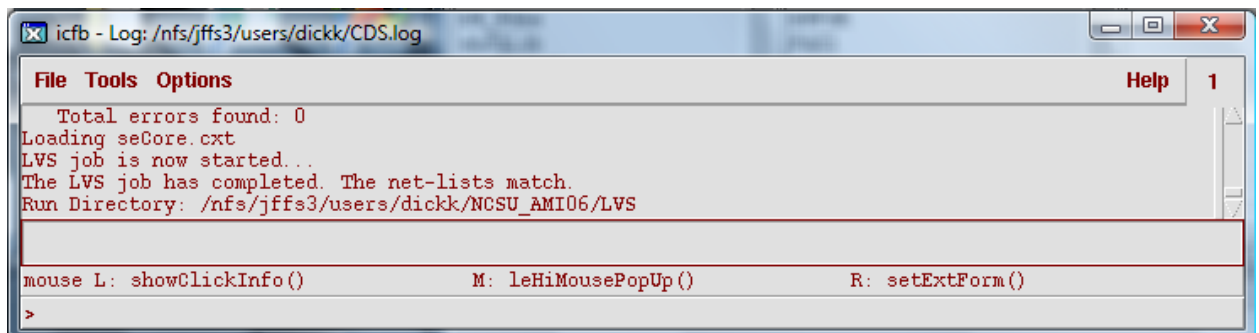 icfb - Log: /nfs/jffs3/users/dickk/CDS.log
File Tools Options Help 1
Total errors found: 0
Loading seCore.cxt
LVS job is now started...
The LVS job has completed. The net-lists match.
Run Directory: /nfs/jffs3/users/dickk/NCSU_AMI06/LVS
mouse L: showClickInfo() M: leHiMousePopUp() R: setExtForm()
>